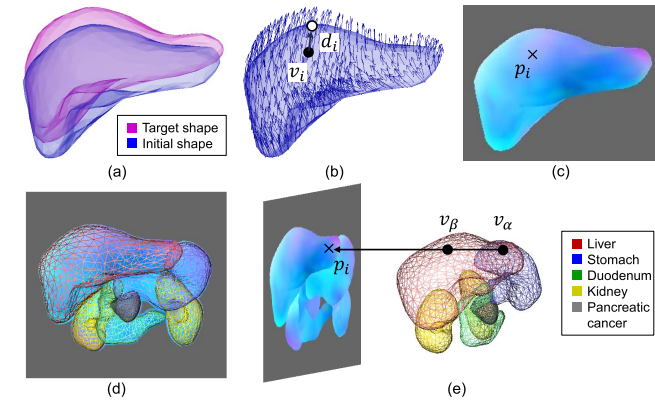 Target shape
Initial shape
(a)
d_i
v_i
(b)
p_i
(c)
(d)
v_β
v_α
p_i
(e)
Liver
Stomach
Duodenum
Kidney
Pancreatic
cancer